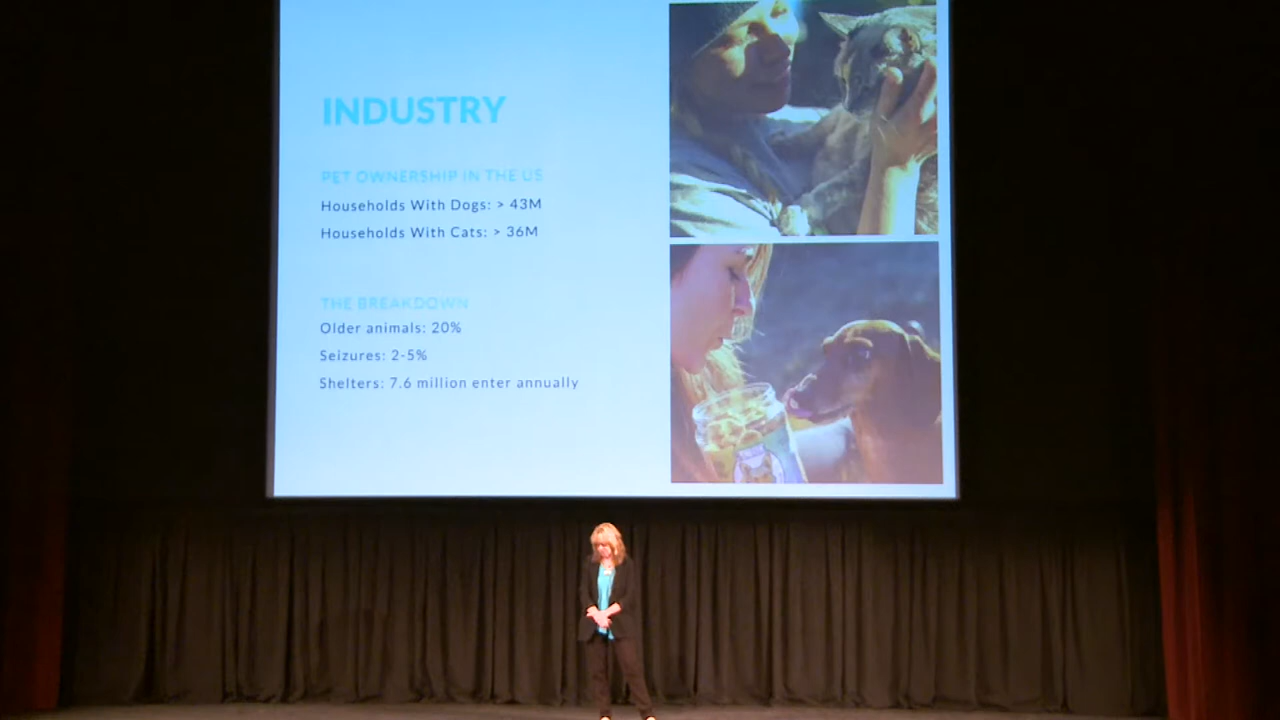 INDUSTRY
PET OWNERSHIP IN THE US
Households With Dogs: > 43M
Households With Cats: > 36M
THE BREAKDOWN
Older animals: 20%
Seizures: 2-5%
Shelters: 7.6 million enter annually